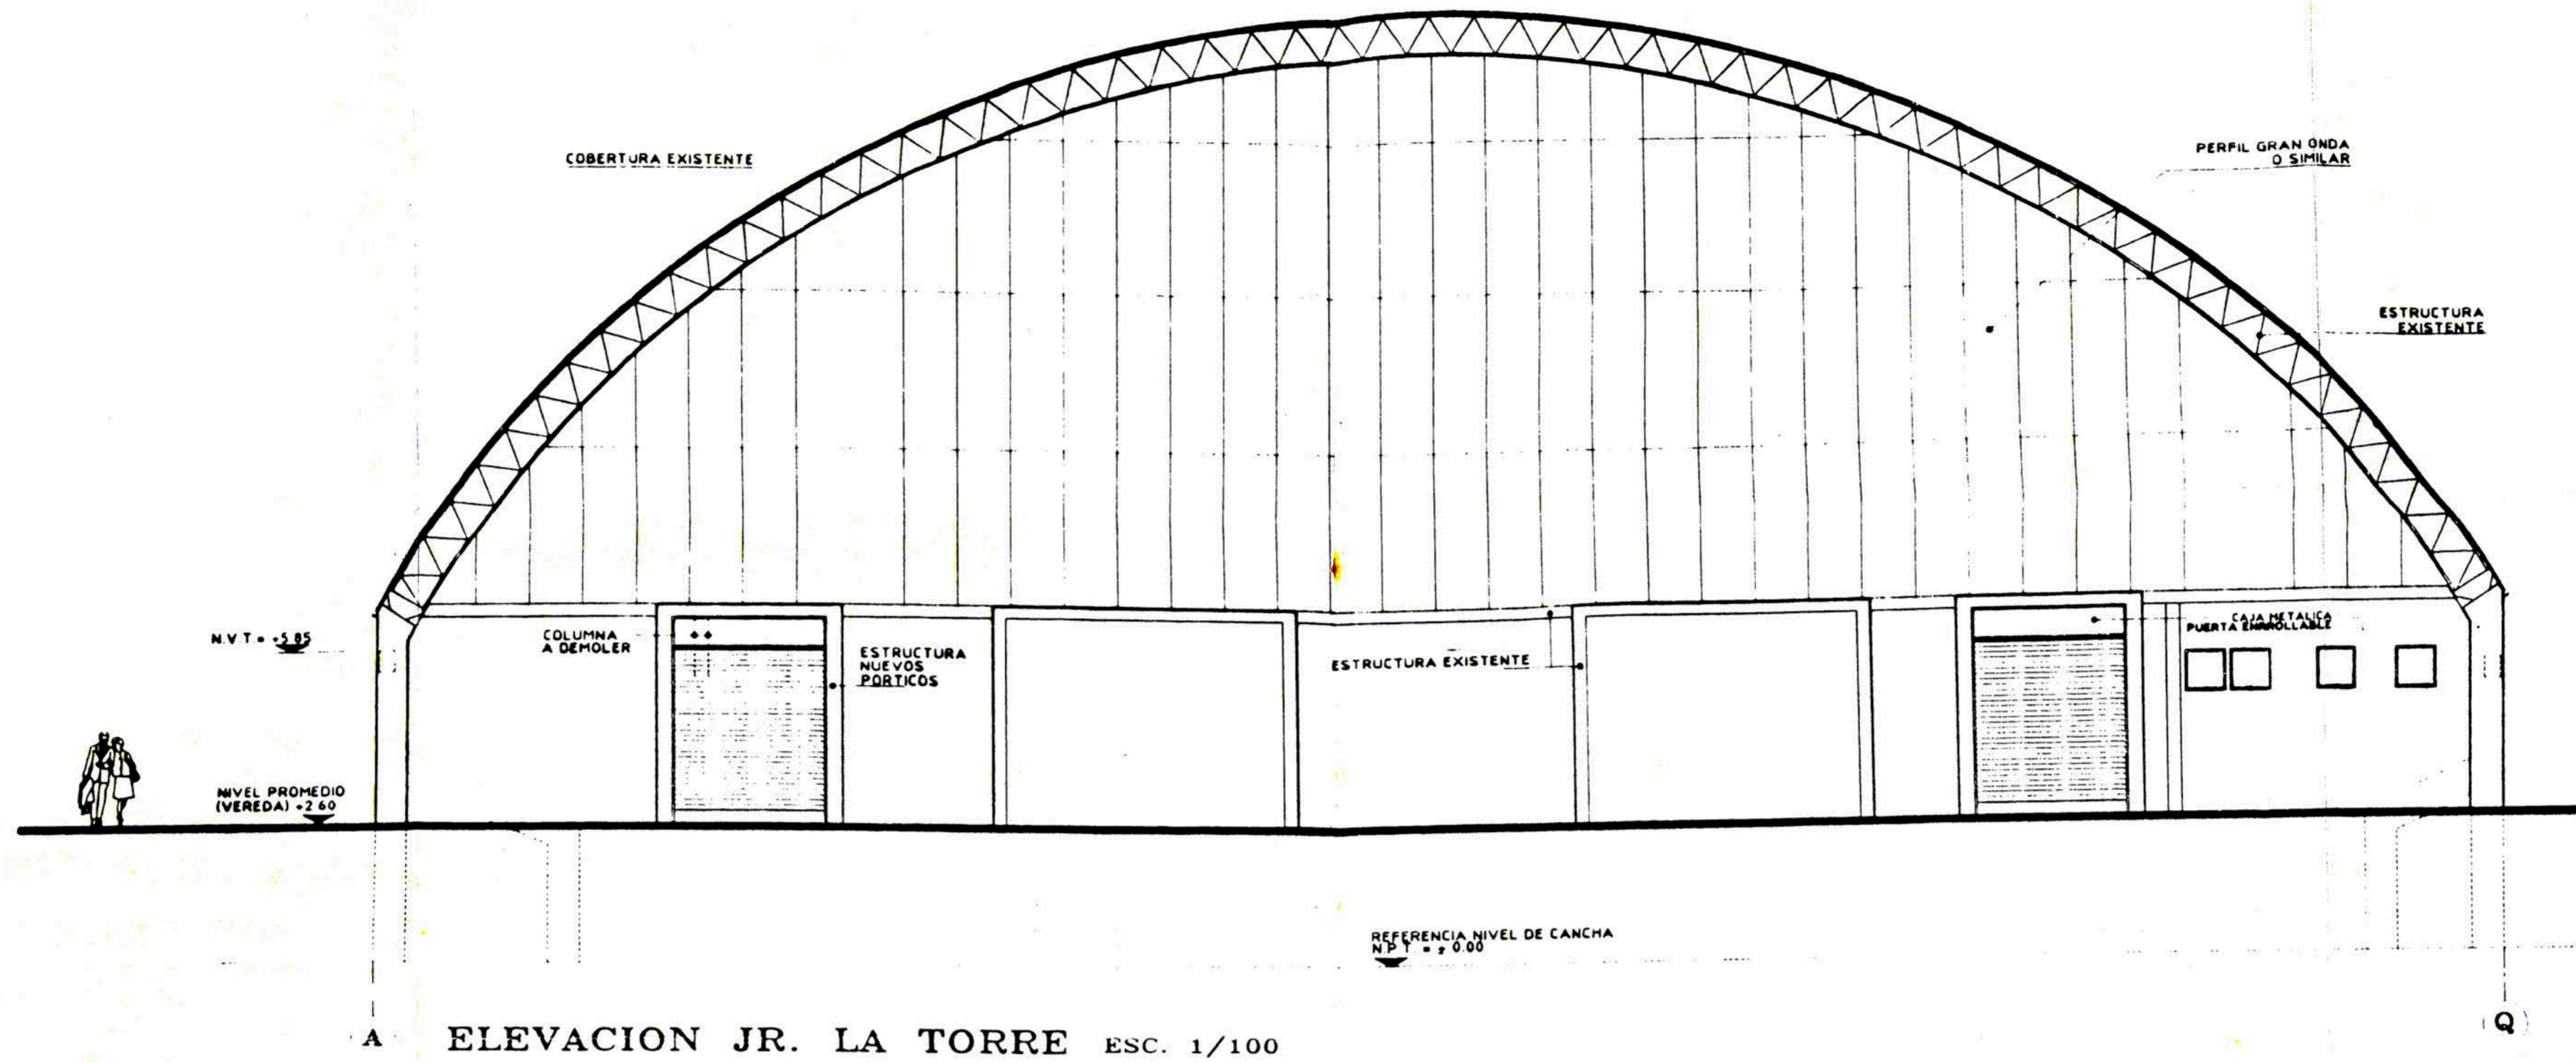 COBERTURA EXISTENTE
PERFIL GRAN ONDA
O SIMILAR
ESTRUCTURA
EXISTENTE
N.V.T = +5.85
COLUMNA
A DEMOLER
ESTRUCTURA
NUEVOS
PORTICOS
ESTRUCTURA EXISTENTE
CAJA METALICA
PUERTA ENRROLLABLE
NIVEL PROMEDIO
(VEREDA) +2.60
REFERENCIA NIVEL DE CANCHA
N.P.T. = ± 0.00
A
ELEVACION JR. LA TORRE ESC. 1/100
Q